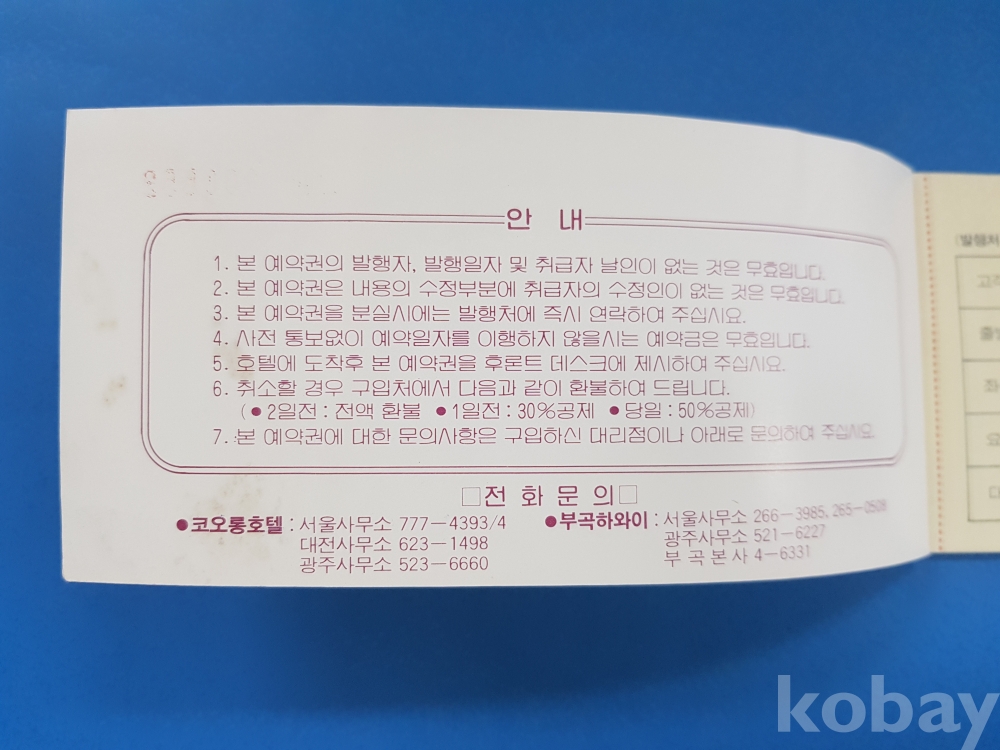 안 내
1. 본 예약권의 발행자, 발행일자 및 취급자 날인이 없는 것은 무효입니다.
2. 본 예약권은 내용의 수정부분에 취급자의 수정인이 없는 것은 무효입니다.
3. 본 예약권을 분실시에는 발행처에 즉시 연락하여 주십시요.
4. 사전 통보없이 예약일자를 이행하지 않을시는 예약금은 무효입니다.
5. 호텔에 도착후 본 예약권을 후론트 데스크에 제시하여 주십시요.
6. 취소할 경우 구입처에서 다음과 같이 환불하여 드립니다.
(● 2일전 : 전액 환불 ● 1일전 : 30%공제 ● 당일 : 50%공제)
7. 본 예약권에 대한 문의사항은 구입하신 대리점이나 아래로 문의하여 주십시요.
□전 화 문 의□
●코오롱호텔 : 서울사무소 777-4393/4
대전사무소 623-1498
광주사무소 523-6660
●부곡하와이 : 서울사무소 266-3985, 265-0508
광주사무소 521-6227
부 곡 본 사 4-6331
(발행처
kobay